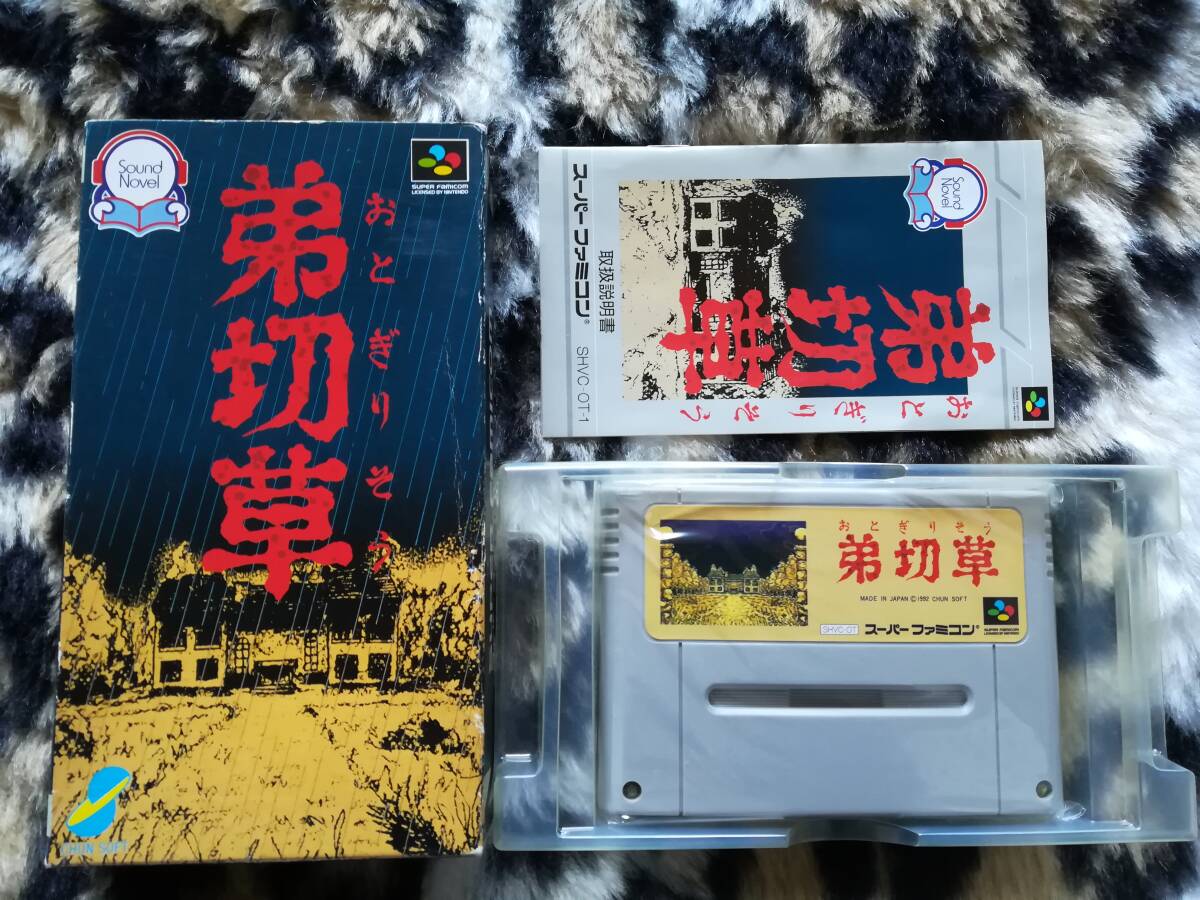 Sound
Novel
SUPER FAMICOM
LICENSED BY NINTENDO
弟切草
おとぎりそう
CHUN SOFT
Sound
Novel
弟切草
おとぎりそう
取扱説明書
スーパーファミコン® SHVC-OT-1
おとぎりそう
弟切草
MADE IN JAPAN ©1992 CHUN SOFT
SHVC-OT スーパーファミコン®
SUPER FAMICOM
LICENSED BY NINTENDO